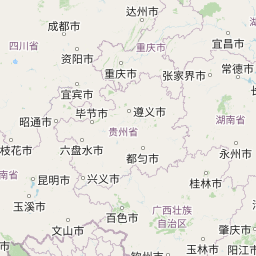 达州市
成都市
四川省
重庆市
宜昌市
资阳市
重庆市
张家界市
常德市
宜宾市
昭通市
毕节市
遵义市
湖南省
贵州省
枝花市
六盘水市
都匀市
永州市
南省
昆明市
兴义市
桂林市
玉溪市
百色市
广西壮族
自治区
文山市
肇庆市
钦州市
玉林市
阳江市